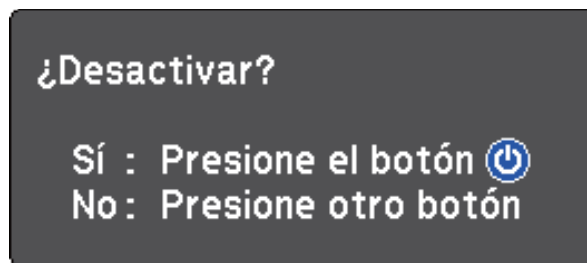 ¿Desactivar?
Sí : Presione el botón
No : Presione otro botón